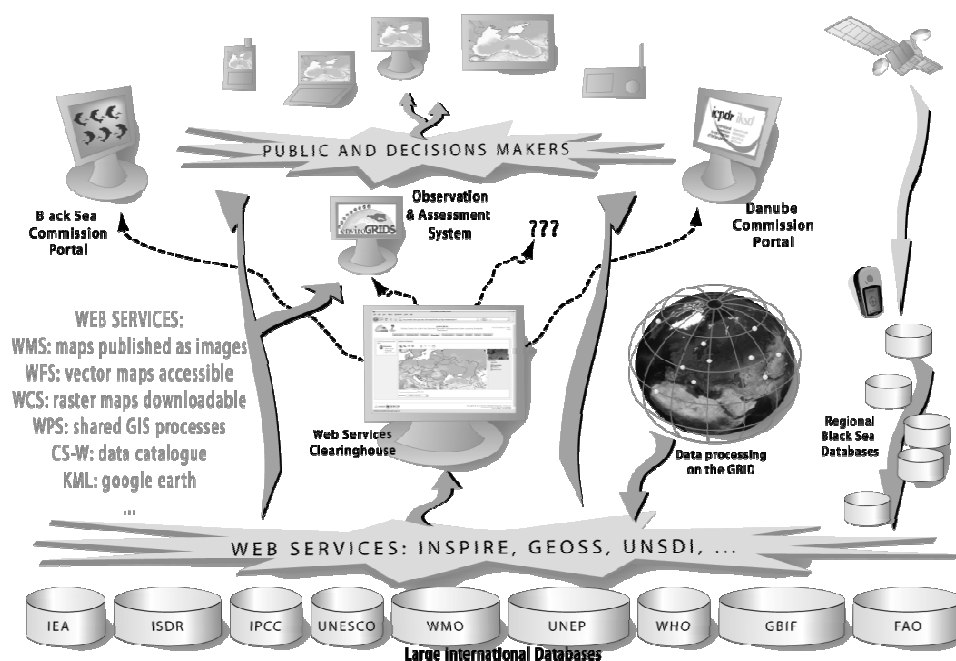 PUBLIC AND DECISIONS MAKERS
icpdr iksd
Black Sea
Commission
Portal
Observation
& Assessment
System
enviroGRIDS
???
Danube
Commission
Portal
WEB SERVICES:
WMS: maps published as images
WFS: vector maps accessible
WCS: raster maps downloadable
WPS: shared GIS processes
CS-W: data catalogue
KML: google earth
...
Web Services
Clearinghouse
Data processing
on the GRID
Regional
Black Sea
Databases
WEB SERVICES: INSPIRE, GEOSS, UNSDI, ...
IEA
ISDR
IPCC
UNESCO
WMO
UNEP
WHO
GBIF
FAO
Large International Databases